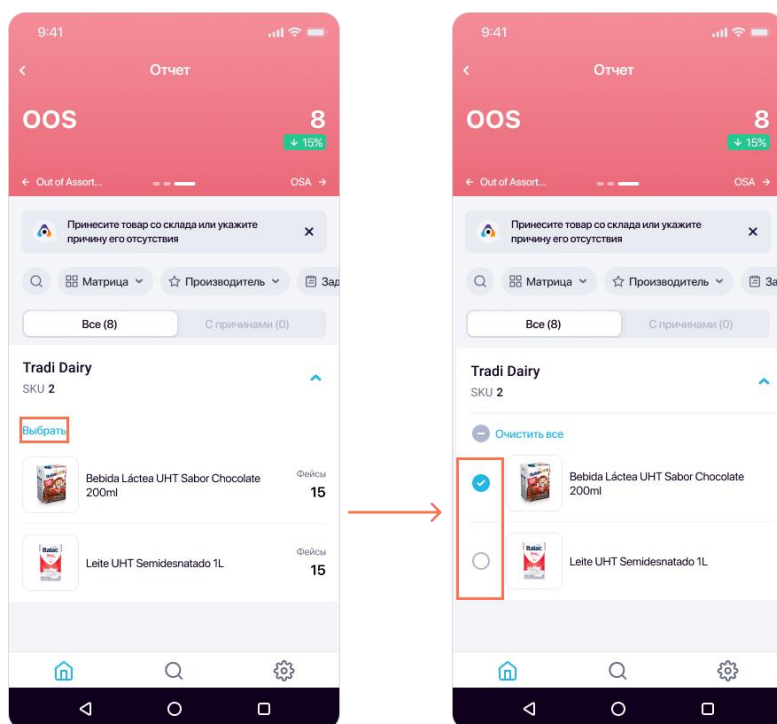 9:41
Отчет
OOS
8
↓ 15%
← Out of Assort...
OSA →
Принесите товар со склада или укажите
причину его отсутствия
Матрица
Производитель
Зад
Все (8)
С причинами (0)
Tradi Dairy
SKU 2
Выбрать
Bebida Láctea UHT Sabor Chocolate
200ml
Фейсы
15
Leite UHT Semidesnatado 1L
Фейсы
15
9:41
Отчет
OOS
8
↓ 15%
← Out of Assort...
OSA →
Принесите товар со склада или укажите
причину его отсутствия
Матрица
Производитель
За
Все (8)
С причинами (0)
Tradi Dairy
SKU 2
Очистить все
Bebida Láctea UHT Sabor Chocolate
200ml
Leite UHT Semidesnatado 1L